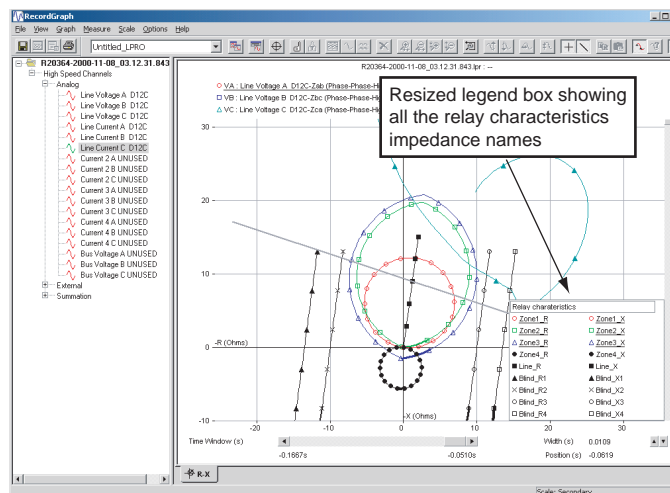 RecordGraph
File View Graph Measure Scale Options Help
Untitled_LPRO
R20364-2000-11-08_03.12.31.843
High Speed Channels
Analog
Line Voltage A D12C
Line Voltage B D12C
Line Voltage C D12C
Line Current A D12C
Line Current B D12C
Line Current C D12C
Current 2 A UNUSED
Current 2 B UNUSED
Current 2 C UNUSED
Current 3 A UNUSED
Current 3 B UNUSED
Current 3 C UNUSED
Current 4 A UNUSED
Current 4 B UNUSED
Current 4 C UNUSED
Bus Voltage A UNUSED
Bus Voltage B UNUSED
Bus Voltage C UNUSED
External
Summation
R20364-2000-11-08_03.12.31.843.lpr : --
VA : Line Voltage A D12C-Zab (Phase-Phase-Hi
VB : Line Voltage B D12C-Zbc (Phase-Phase-Hi
VC : Line Voltage C D12C-Zca (Phase-Phase-Hi
Resized legend box showing
all the relay characteristics
impedance names
30
20
10
-R (Ohms)
0
-10
-X (Ohms)
-20 -10 0 10 20 30
Relay charateristics
Zone1_R Zone1_X
Zone2_R Zone2_X
Zone3_R Zone3_X
Zone4_R Zone4_X
Line_R Line_X
Blind_R1 Blind_X1
Blind_R2 Blind_X2
Blind_R3 Blind_X3
Blind_R4 Blind_X4
Time Window (s) Width (s) 0.0109
-0.1667s -0.0510s Position (s) -0.0619
R-X
Scale: Secondary